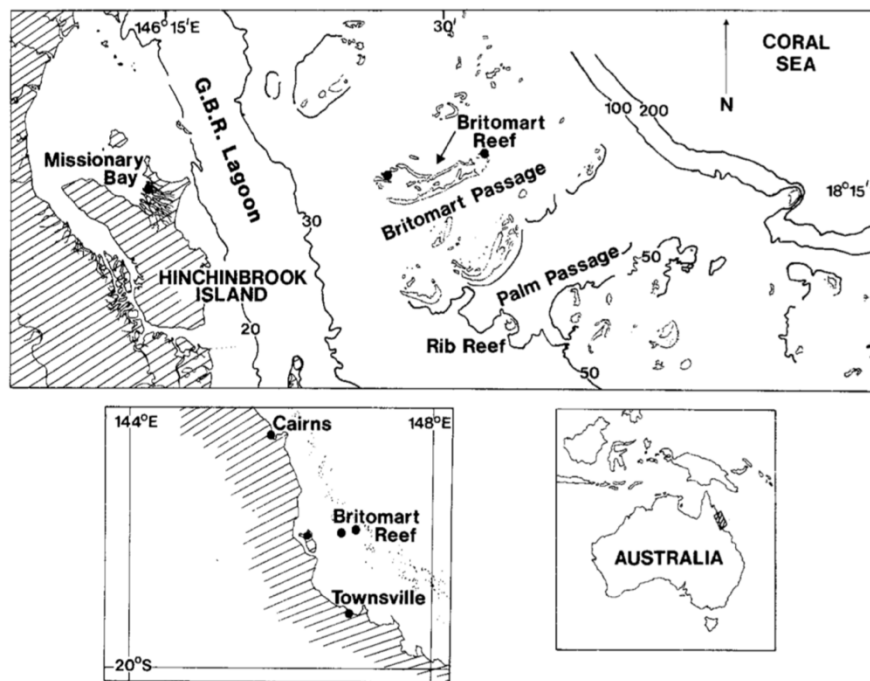 146° 15'E
30'
CORAL
SEA
N
G.B.R. Lagoon
100
200
Britomart
Reef
Missionary
Bay
Britomart Passage
18°15'
30
50
Palm Passage
HINCHINBROOK
ISLAND
20
Rib Reef
50
144°E
148°E
Cairns
Britomart
Reef
Townsville
20°S
AUSTRALIA